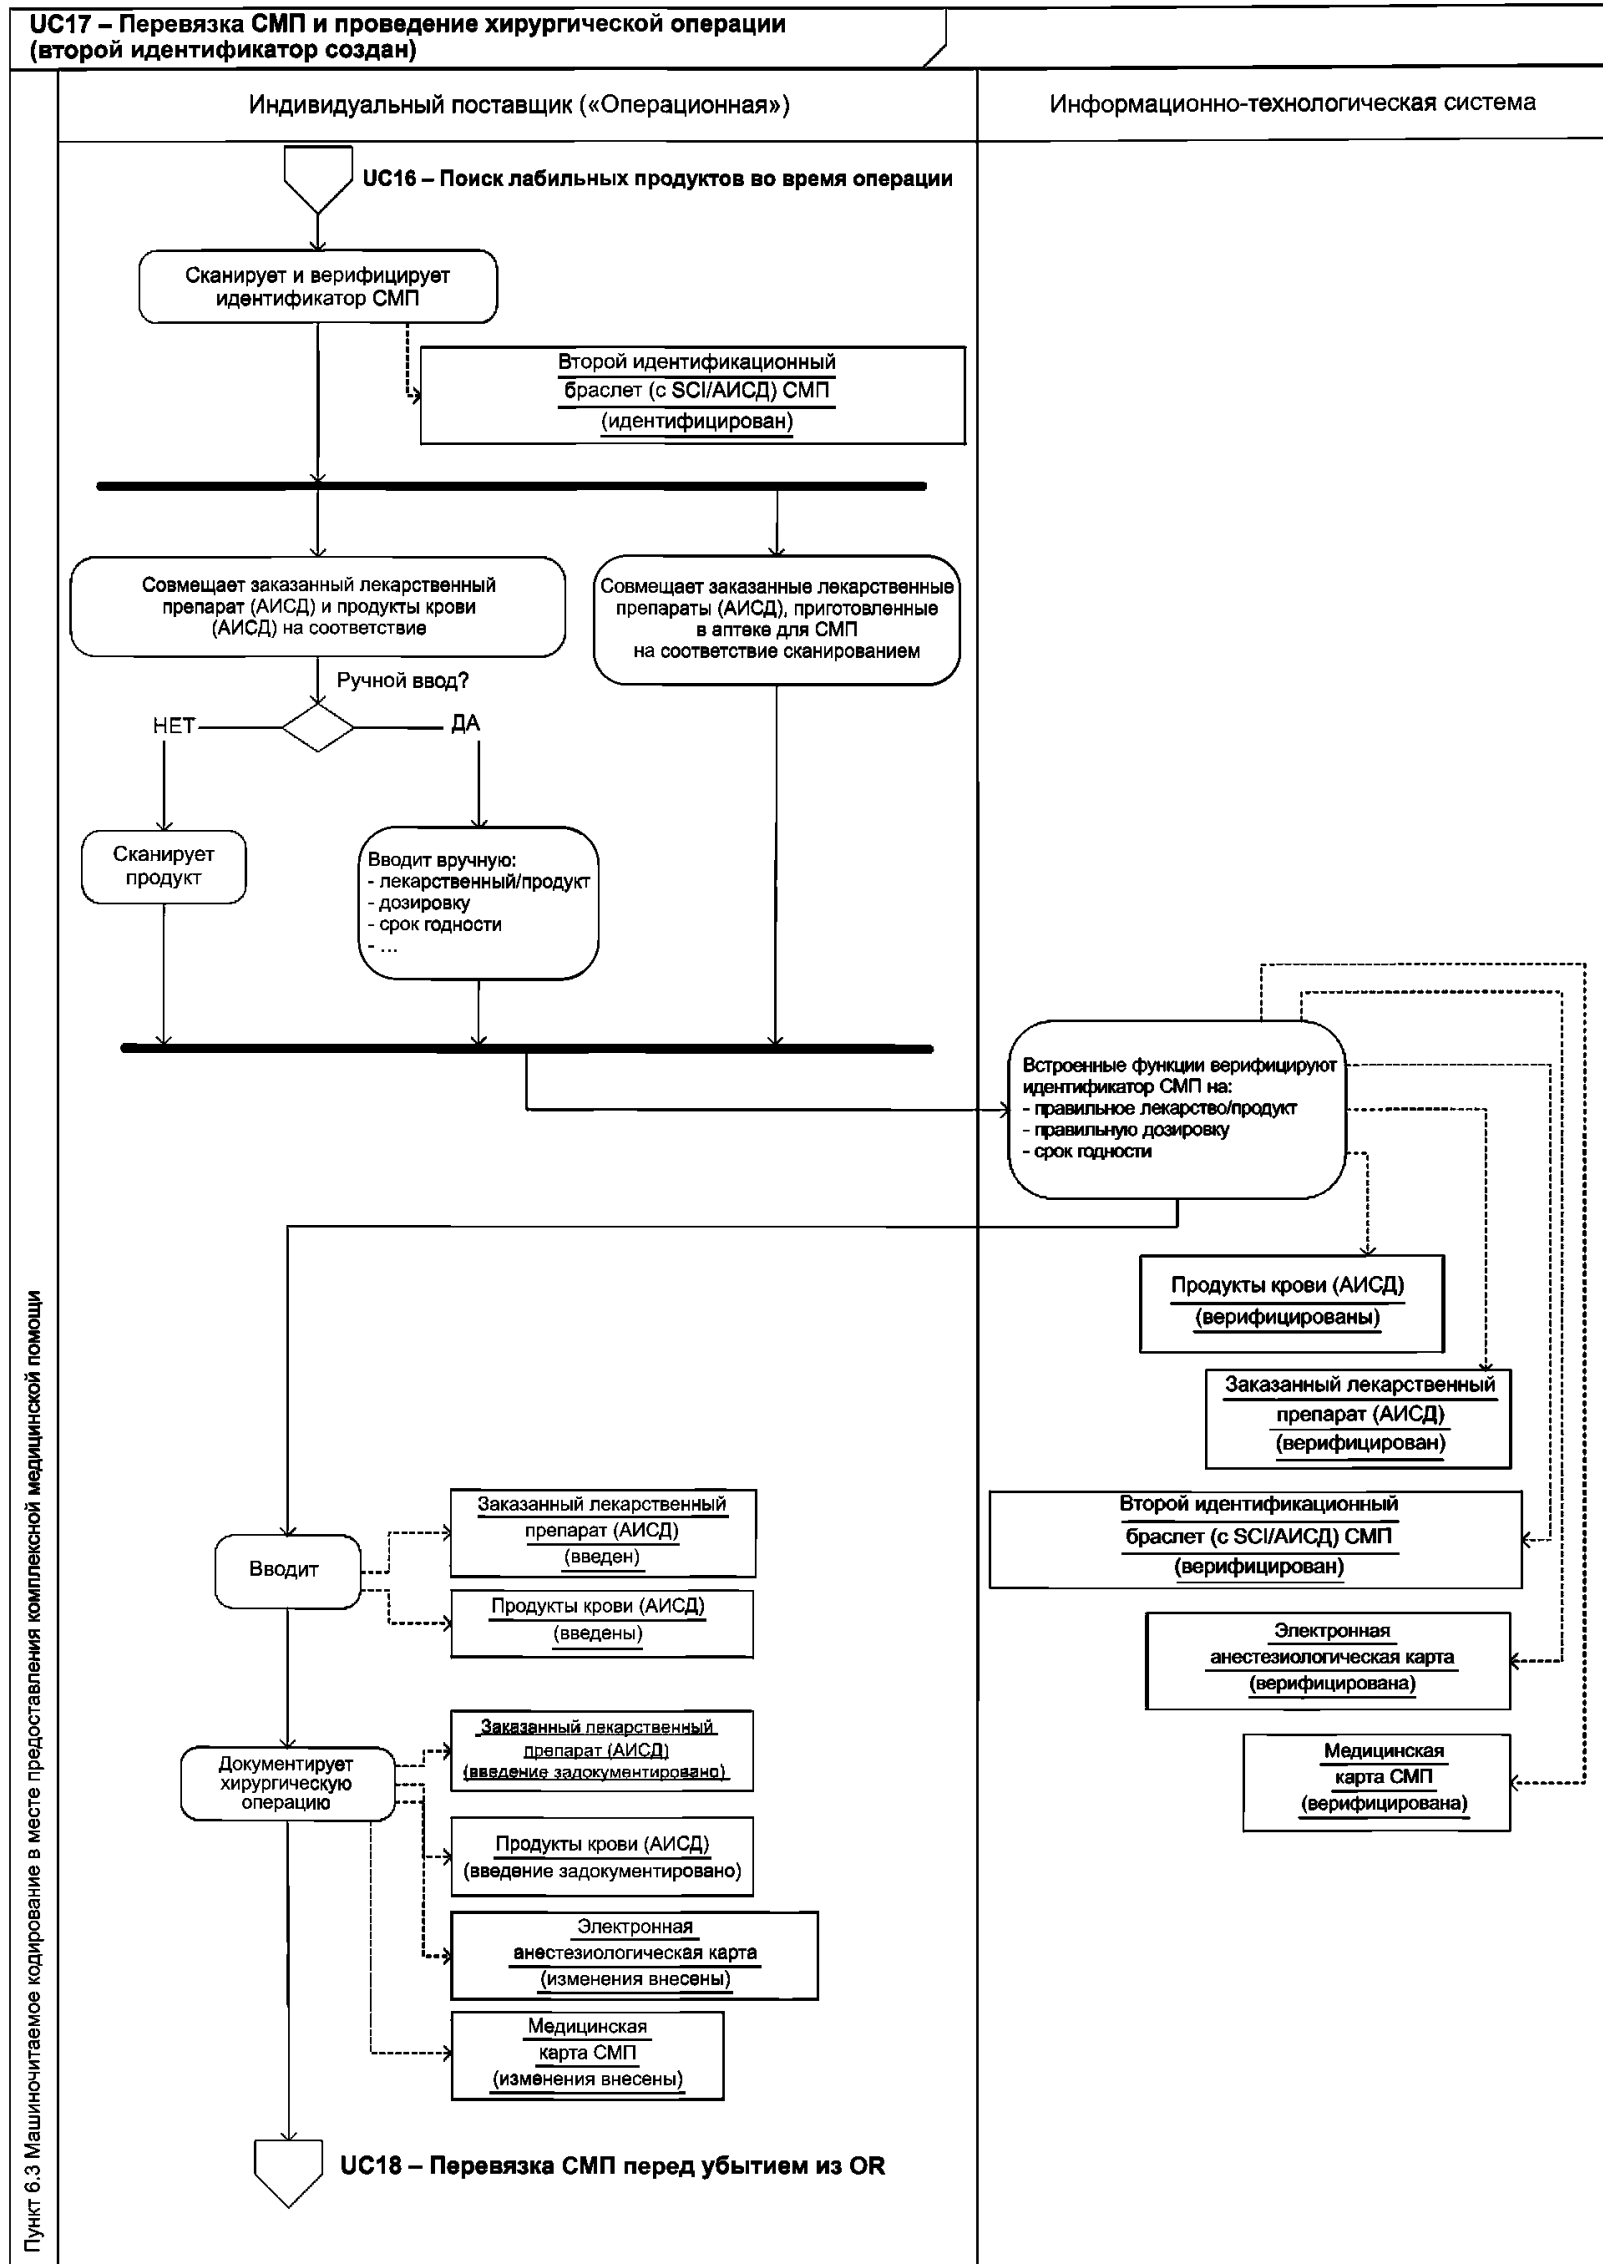 UC17 – Перевязка СМП и проведение хирургической операции
(второй идентификатор создан)
Индивидуальный поставщик («Операционная»)
Информационно-технологическая система
UC16 – Поиск лабильных продуктов во время операции
Сканирует и верифицирует
идентификатор СМП
Второй идентификационный
браслет (с SCI/АИСД) СМП
(идентифицирован)
Совмещает заказанный лекарственный
препарат (АИСД) и продукты крови
(АИСД) на соответствие
Совмещает заказанные лекарственные
препараты (АИСД), приготовленные
в аптеке для СМП
на соответствие сканированием
Ручной ввод?
НЕТ
ДА
Сканирует
продукт
Вводит вручную:
- лекарственный/продукт
- дозировку
- срок годности
- ...
Встроенные функции верифицируют
идентификатор СМП на:
- правильное лекарство/продукт
- правильную дозировку
- срок годности
Продукты крови (АИСД)
(верифицированы)
Заказанный лекарственный
препарат (АИСД)
(верифицирован)
Второй идентификационный
браслет (с SCI/АИСД) СМП
(верифицирован)
Электронная
анестезиологическая карта
(верифицирована)
Медицинская
карта СМП
(верифицирована)
Вводит
Заказанный лекарственный
препарат (АИСД)
(введен)
Продукты крови (АИСД)
(введены)
Документирует
хирургическую
операцию
Заказанный лекарственный
препарат (АИСД)
(введение задокументировано)
Продукты крови (АИСД)
(введение задокументировано)
Электронная
анестезиологическая карта
(изменения внесены)
Медицинская
карта СМП
(изменения внесены)
UC18 – Перевязка СМП перед убытием из OR
Пункт 6.3 Машиночитаемое кодирование в месте предоставления комплексной медицинской помощи